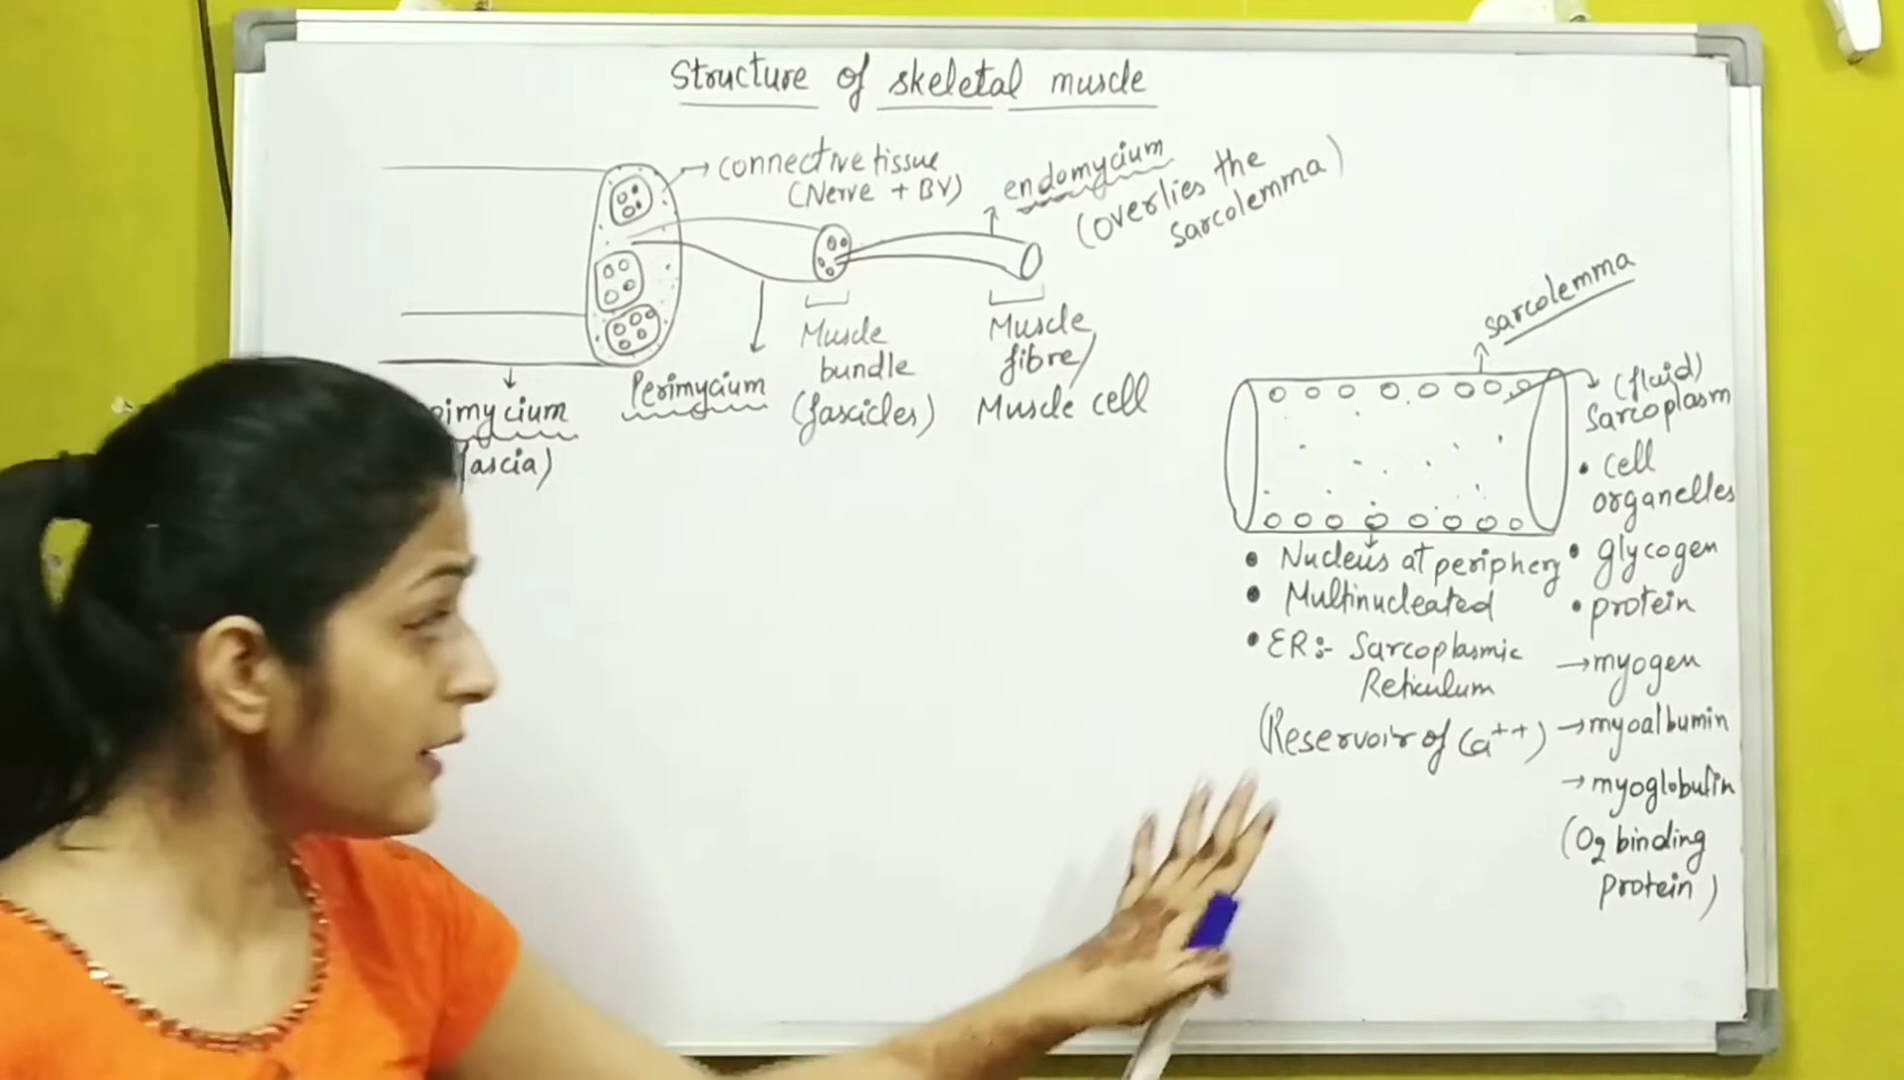 Structure of skeletal muscle
connective tissue
(Nerve + BV)
endomycium
(overlies the
sarcolemma)
Muscle
bundle
(fascicles)
Muscle
fibre/
Muscle cell
Perimycium
imycium
fascia)
sarcolemma
(fluid)
Sarcoplasm
• cell
organelles
• glycogen
• protein
→myogen
→myoalbumin
→myoglobulin
(O2 binding
protein)
• Nucleus at periphery
• Multinucleated
• ER:- Sarcoplasmic
Reticulum
(Reservoir of Ca++)